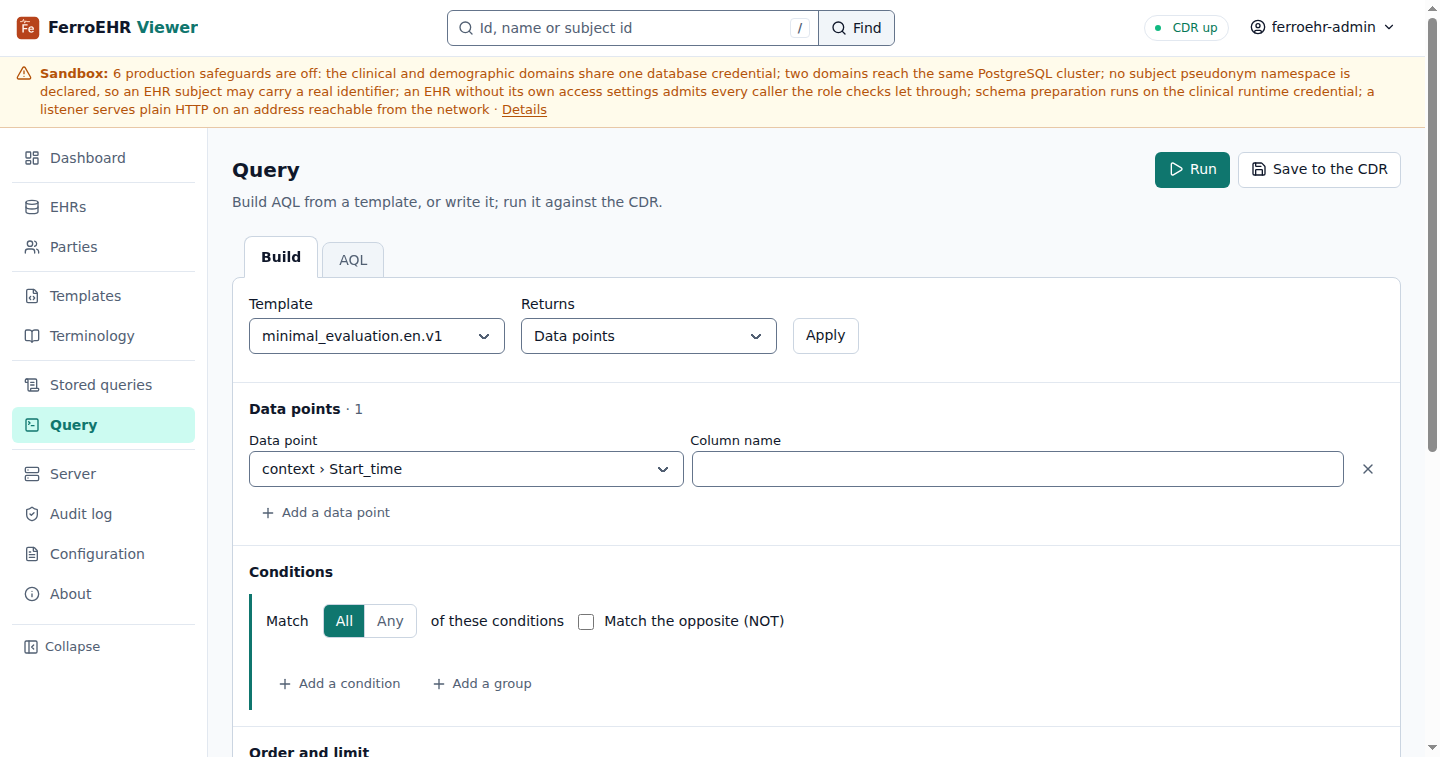 FerroEHR Viewer
Id, name or subject id
/
Find
CDR up
ferroehr-admin
Sandbox: 6 production safeguards are off: the clinical and demographic domains share one database credential; two domains reach the same PostgreSQL cluster; no subject pseudonym namespace is
declared, so an EHR subject may carry a real identifier; an EHR without its own access settings admits every caller the role checks let through; schema preparation runs on the clinical runtime credential; a
listener serves plain HTTP on an address reachable from the network · Details
Dashboard
EHRs
Parties
Templates
Terminology
Stored queries
Query
Server
Audit log
Configuration
About
Collapse
Query
Run
Save to the CDR
Build AQL from a template, or write it; run it against the CDR.
Build
AQL
Template
Returns
minimal_evaluation.en.v1
Data points
Apply
Data points · 1
Data point
Column name
context › Start_time
Add a data point
Conditions
Match
All
Any
of these conditions
Match the opposite (NOT)
Add a condition
Add a group
Order and limit